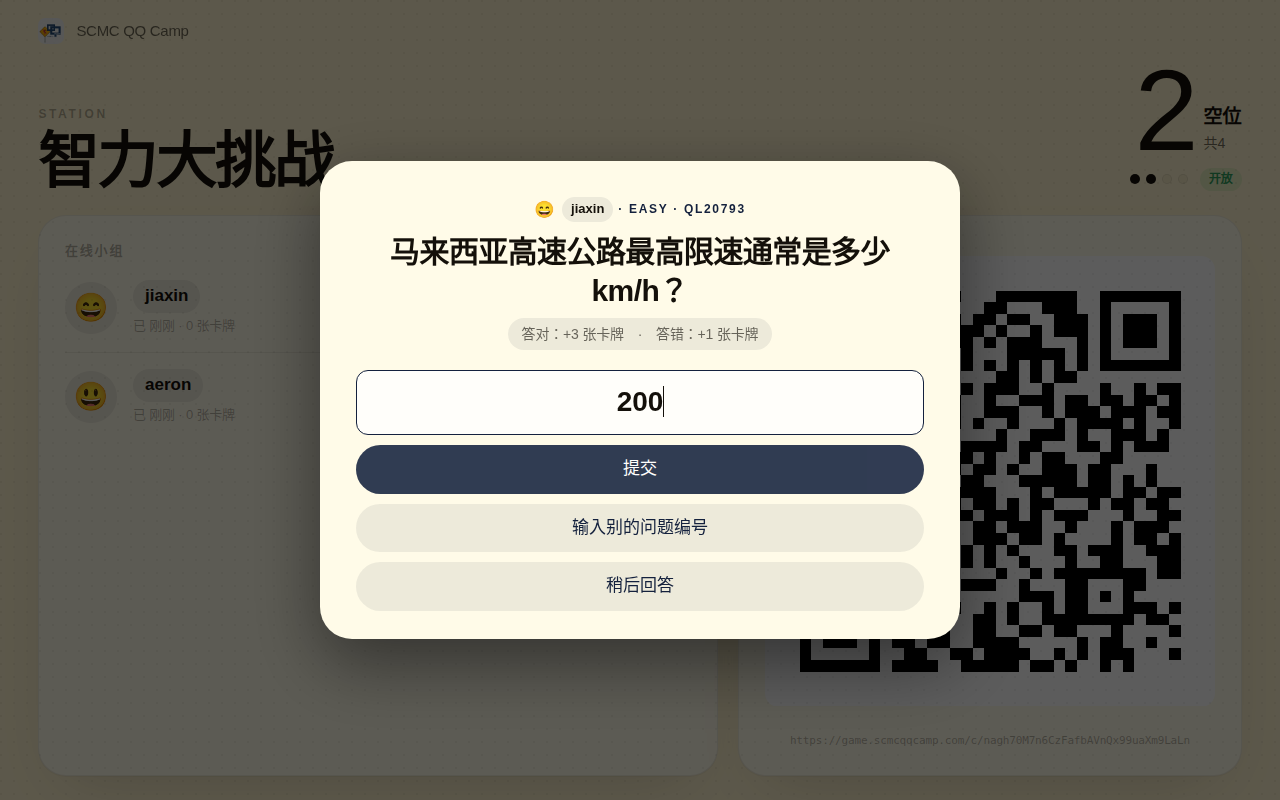 SCMC QQ Camp
STATION
智力大挑战
2
空位
共4
开放
在线小组
jiaxin
已 刚刚 · 0 张卡牌
aeron
已 刚刚 · 0 张卡牌
jiaxin · EASY · QL20793
马来西亚高速公路最高限速通常是多少
km/h？
答对：+3 张卡牌 · 答错：+1 张卡牌
200
提交
输入别的问题编号
稍后回答
https://game.scmcqqcamp.com/c/nagh70M7n6CzFafbAVnQx99uaXm9LaLn